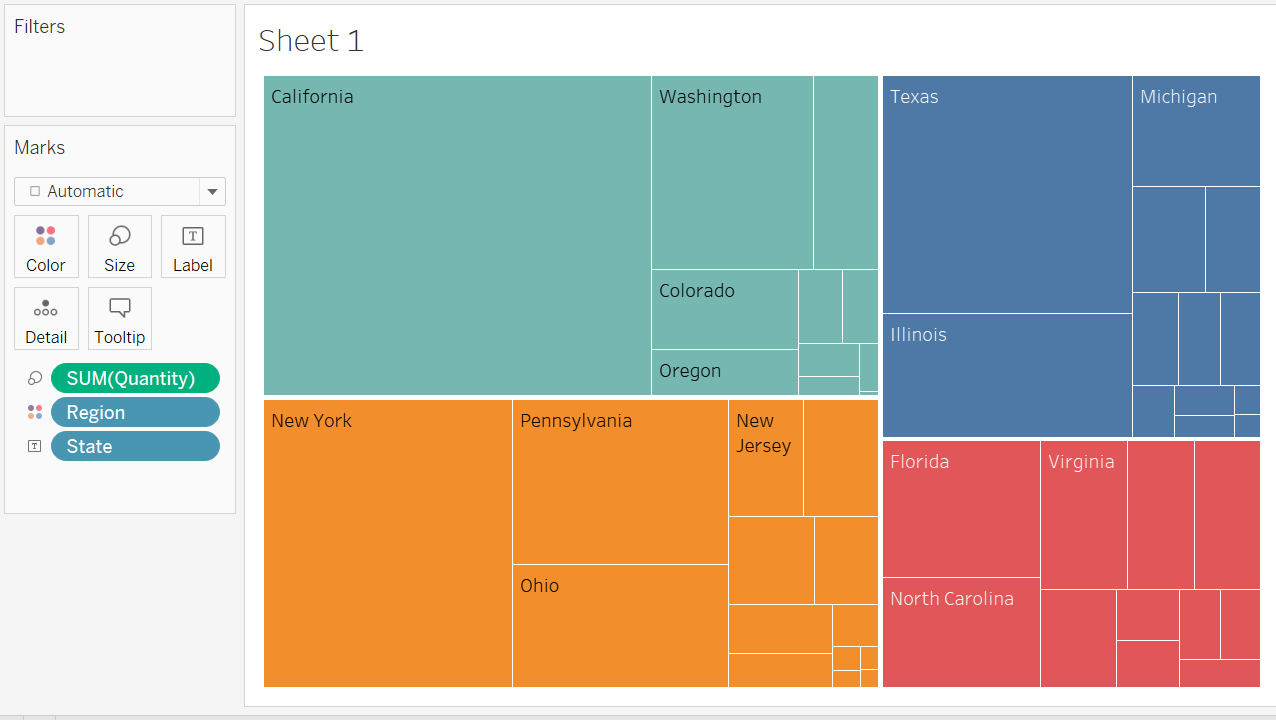 Filters
Marks
Automatic
Color
Size
T
Label
Detail
Tooltip
SUM(Quantity)
Region
T
State
Sheet 1
California
Washington
Colorado
Oregon
Texas
Michigan
Illinois
New York
Pennsylvania
Ohio
New
Jersey
Florida
Virginia
North Carolina